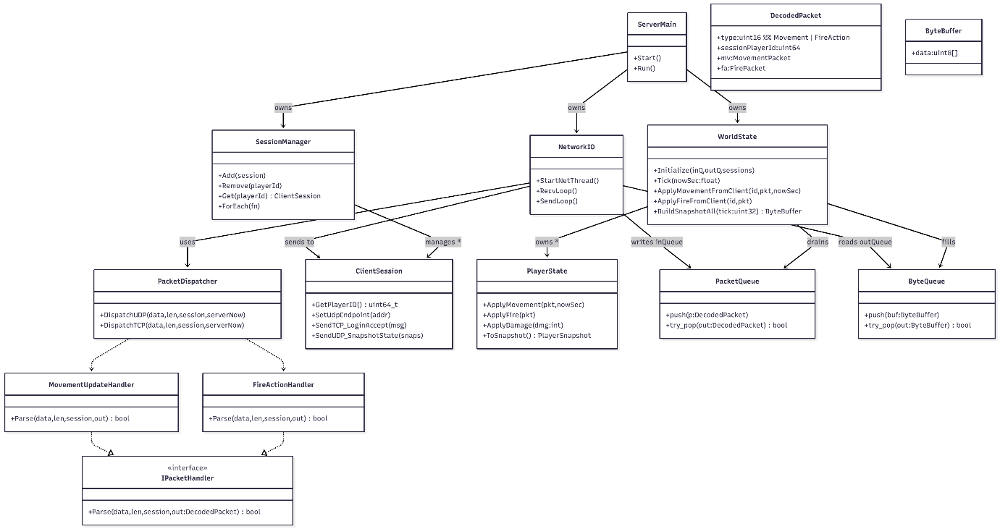 ServerMain
+Start()
+Run()
DecodedPacket
+type:uint16 %% Movement | FireAction
+sessionPlayerId:uint64
+mv:MovementPacket
+fa:FirePacket
ByteBuffer
+data:uint8[]
owns
owns
owns
SessionManager
+Add(session)
+Remove(playerId)
+Get(playerId) : ClientSession
+ForEach(fn)
NetworkIO
+StartNetThread()
+RecvLoop()
+SendLoop()
WorldState
+Initialize(inQ,outQ,sessions)
+Tick(nowSec:float)
+ApplyMovementFromClient(id,pkt,nowSec)
+ApplyFireFromClient(id,pkt)
+BuildSnapshotAll(tick:uint32) : ByteBuffer
uses
sends to
manages *
owns *
writes inQueue
drains
reads outQueue
fills
PacketDispatcher
+DispatchUDP(data,len,session,serverNow)
+DispatchTCP(data,len,session,serverNow)
ClientSession
+GetPlayerID() : uint64_t
+SetUdpEndpoint(addr)
+SendTCP_LoginAccept(msg)
+SendUDP_SnapshotState(snaps)
PlayerState
+ApplyMovement(pkt,nowSec)
+ApplyFire(pkt)
+ApplyDamage(dmg:int)
+ToSnapshot() : PlayerSnapshot
PacketQueue
+push(p:DecodedPacket)
+try_pop(out:DecodedPacket) : bool
ByteQueue
+push(buf:ByteBuffer)
+try_pop(out:ByteBuffer) : bool
MovementUpdateHandler
+Parse(data,len,session,out) : bool
FireActionHandler
+Parse(data,len,session,out) : bool
«interface»
IPacketHandler
+Parse(data,len,session,out:DecodedPacket) : bool